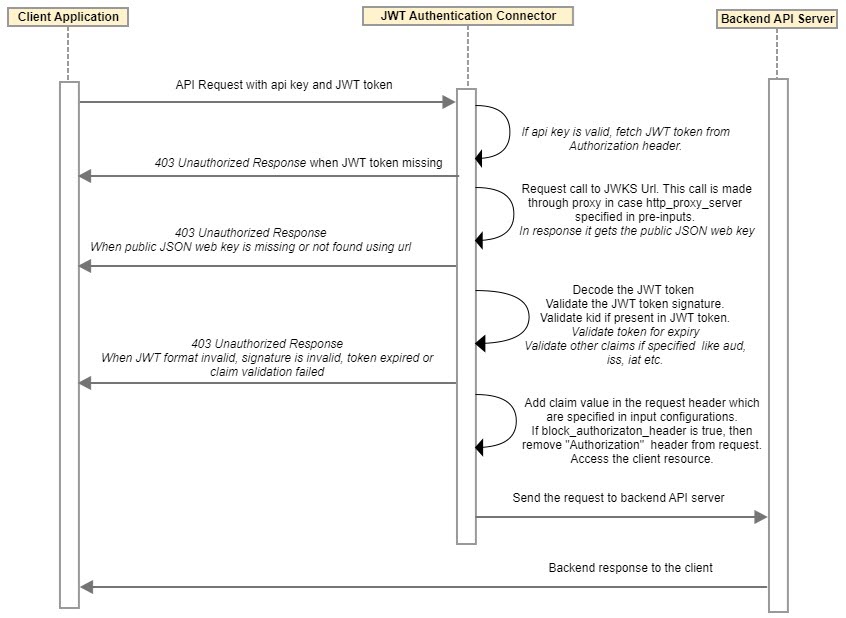 Client Application
JWT Authentication Connector
Backend API Server
API Request with api key and JWT token
If api key is valid, fetch JWT token from
Authorization header.
403 Unauthorized Response when JWT token missing
Request call to JWKS Url. This call is made
through proxy in case http_proxy_server
specified in pre-inputs.
In response it gets the public JSON web key
403 Unauthorized Response
When public JSON web key is missing or not found using url
Decode the JWT token
Validate the JWT token signature.
Validate kid if present in JWT token.
Validate token for expiry
Validate other claims if specified like aud,
iss, iat etc.
403 Unauthorized Response
When JWT format invalid, signature is invalid, token expired or
claim validation failed
Add claim value in the request header which
are specified in input configurations.
If block_authorizaton_header is true, then
remove "Authorization" header from request.
Access the client resource.
Send the request to backend API server
Backend response to the client